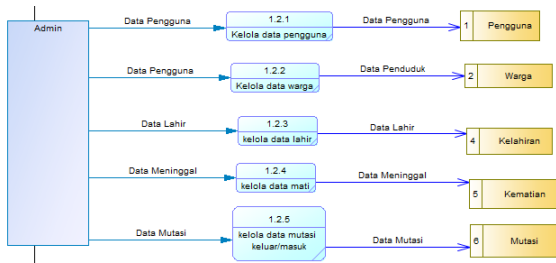 Admin
Data Pengguna
1.2.1
Kelola data pengguna
Data Pengguna
1 Pengguna
Data Pengguna
1.2.2
Kelola data warga
Data Penduduk
2 Warga
Data Lahir
1.2.3
kelola data lahir
Data Lahir
4 Kelahiran
Data Meninggal
1.2.4
kelola data mati
Data Meninggal
5 Kematian
Data Mutasi
1.2.5
kelola data mutasi
keluar/masuk
Data Mutasi
6 Mutasi